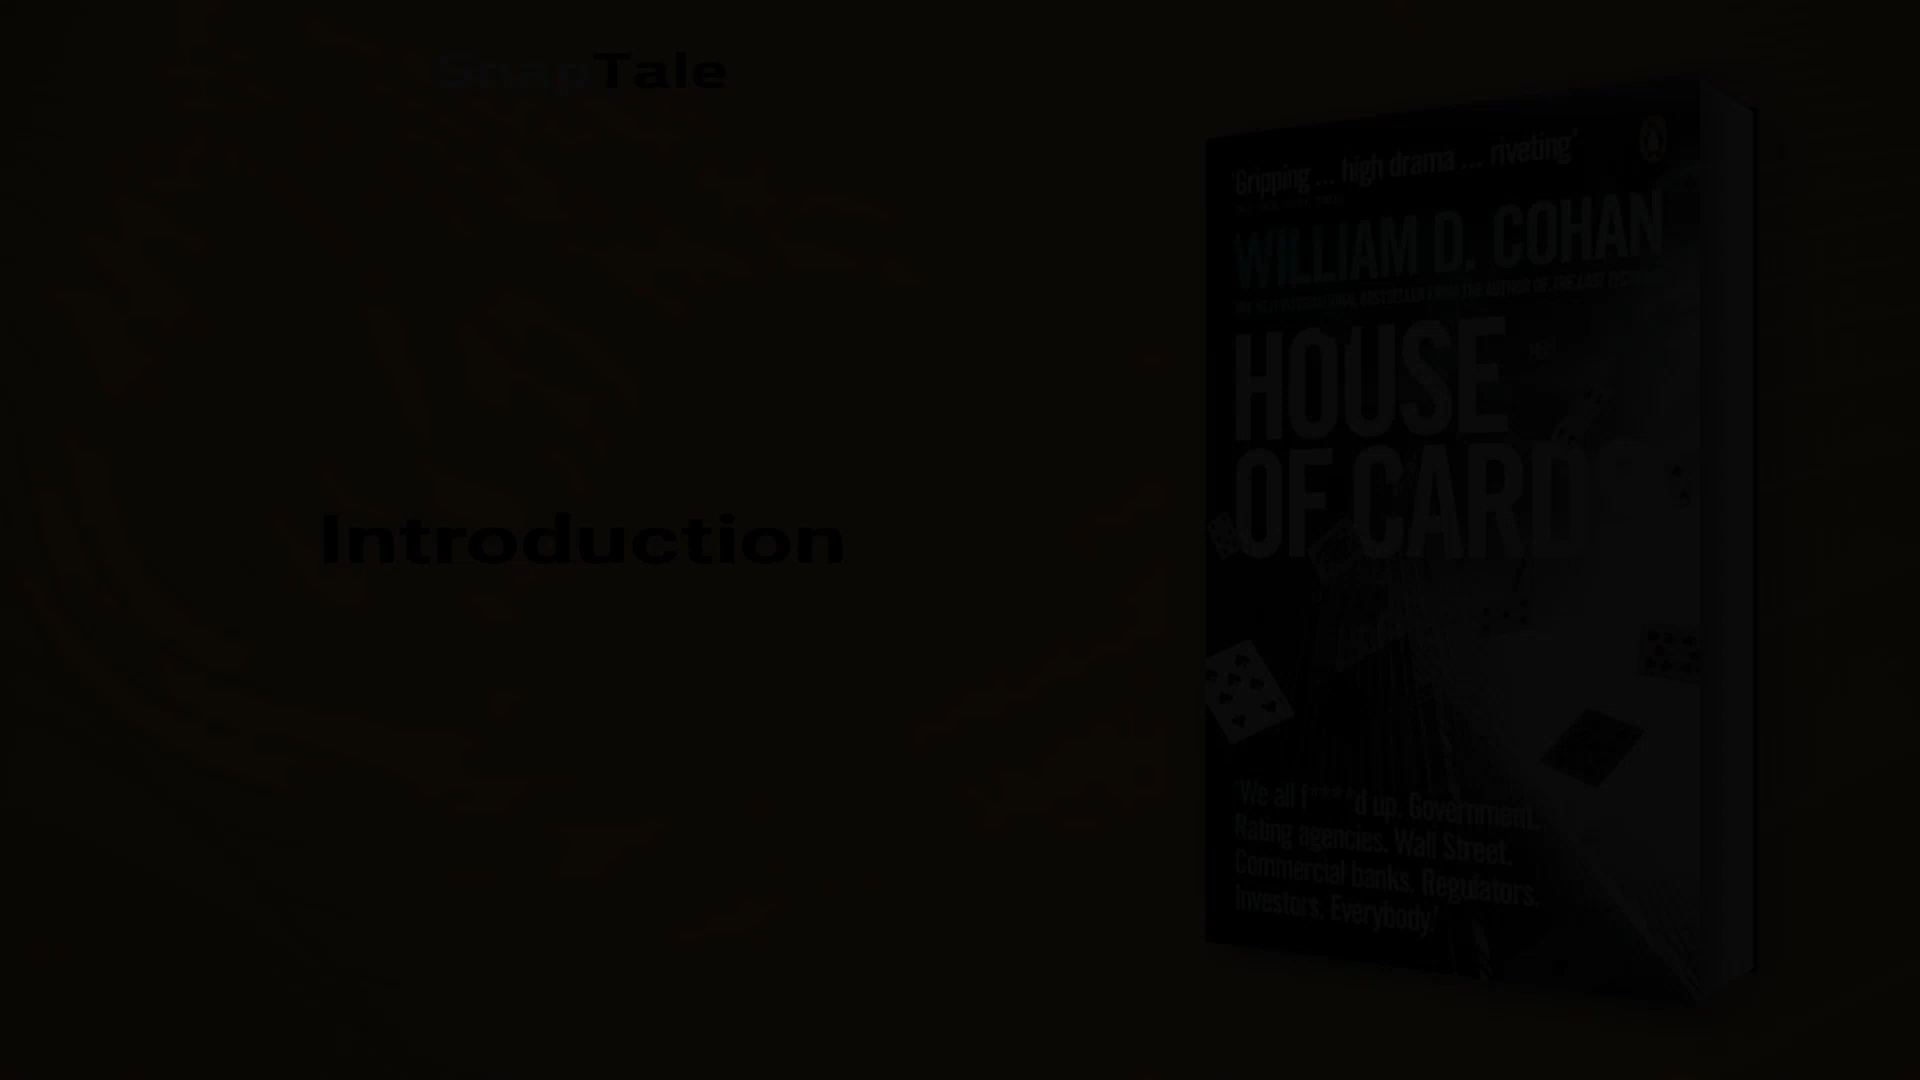 SnapTale
Introduction
'Gripping ... high drama ... riveting'
WILLIAM D. COHAN
HOUSE
OF CARDS
'We all f****d up. Government.
Rating agencies. Wall Street.
Commercial banks. Regulators.
Investors. Everybody.'